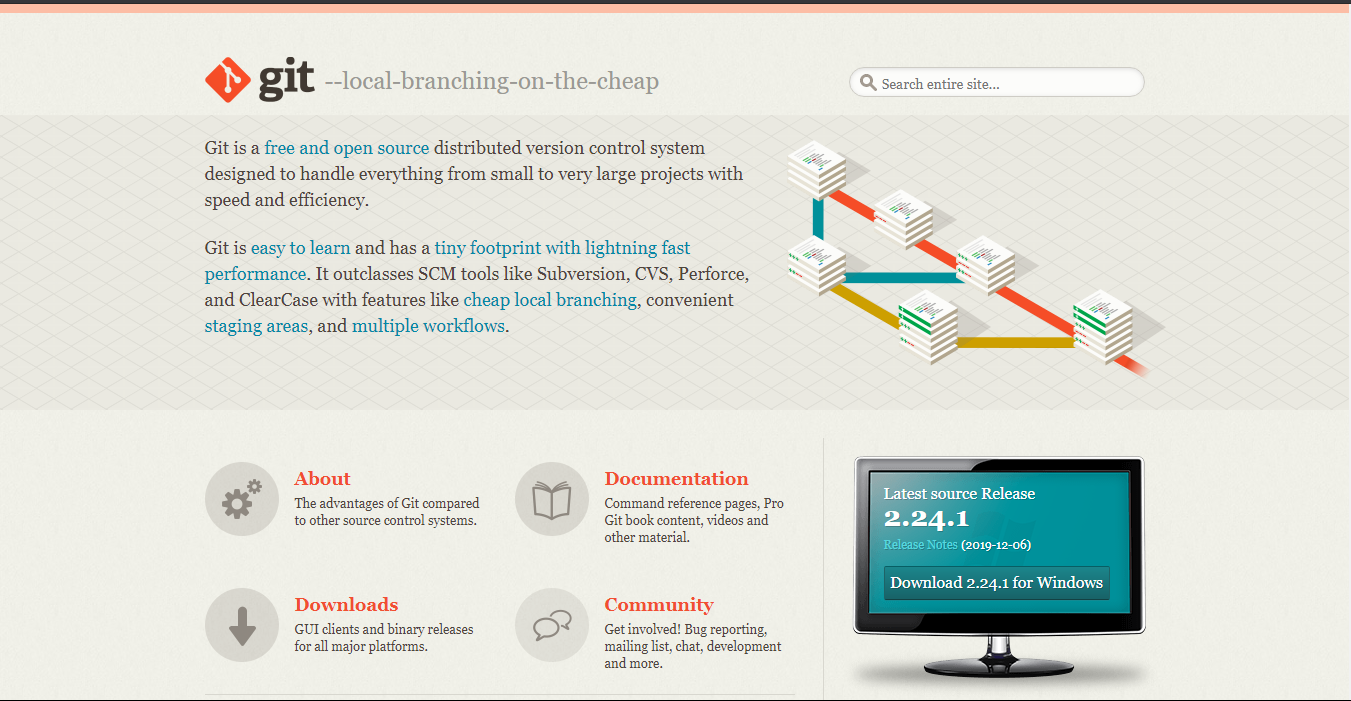 git --local-branching-on-the-cheap
Search entire site...
Git is a free and open source distributed version control system
designed to handle everything from small to very large projects with
speed and efficiency.
Git is easy to learn and has a tiny footprint with lightning fast
performance. It outclasses SCM tools like Subversion, CVS, Perforce,
and ClearCase with features like cheap local branching, convenient
staging areas, and multiple workflows.
About
The advantages of Git compared
to other source control systems.
Documentation
Command reference pages, Pro
Git book content, videos and
other material.
Downloads
GUI clients and binary releases
for all major platforms.
Community
Get involved! Bug reporting,
mailing list, chat, development
and more.
Latest source Release
2.24.1
Release Notes (2019-12-06)
Download 2.24.1 for Windows